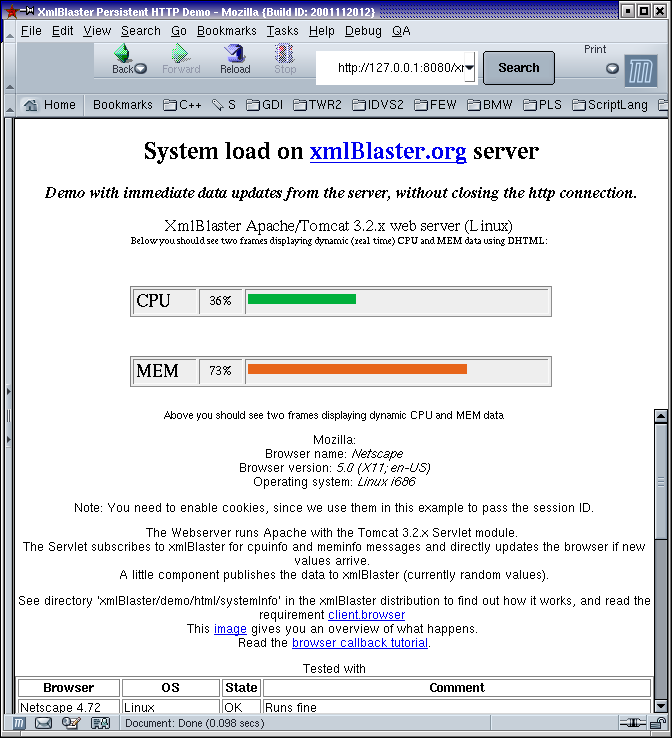 XmlBlaster Persistent HTTP Demo - Mozilla {Build ID: 2001112012}
File Edit View Search Go Bookmarks Tasks Help Debug QA
Back Forward Reload Stop http://127.0.0.1:8080/xm Search Print
Home Bookmarks C++ S GDI TWR2 IDVS2 FEW BMW PLS ScriptLang
System load on xmlBlaster.org server
Demo with immediate data updates from the server, without closing the http connection.
XmlBlaster Apache/Tomcat 3.2.x web server (Linux)
Below you should see two frames displaying dynamic (real time) CPU and MEM data using DHTML:
CPU 36%
MEM 73%
Above you should see two frames displaying dynamic CPU and MEM data
Mozilla:
Browser name: Netscape
Browser version: 5.0 (X11; en-US)
Operating system: Linux i686
Note: You need to enable cookies, since we use them in this example to pass the session ID.
The Webserver runs Apache with the Tomcat 3.2.x Servlet module.
The Servlet subscribes to xmlBlaster for cpuinfo and meminfo messages and directly updates the browser if new
values arrive.
A little component publishes the data to xmlBlaster (currently random values).
See directory 'xmlBlaster/demo/html/systemInfo' in the xmlBlaster distribution to find out how it works, and read the
requirement client.browser
This image gives you an overview of what happens.
Read the browser callback tutorial.
Tested with
Browser OS State Comment
Netscape 4.72 Linux OK Runs fine
Document: Done (0.098 secs)